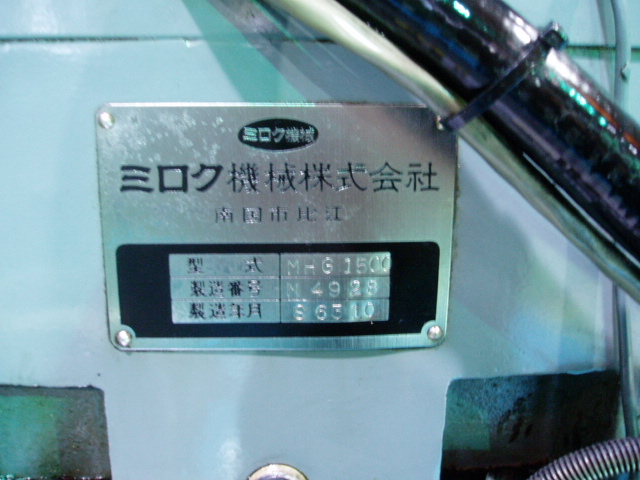 ミロク機械
ミロク機械株式会社
南国市比江
型式 M-G1500
製造番号 N4928
製造年月 S6310